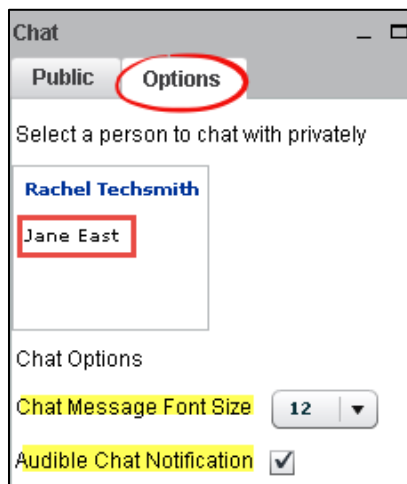 Chat
Public Options
Select a person to chat with privately
Rachel Techsmith
Jane East
Chat Options
Chat Message Font Size 12
Audible Chat Notification